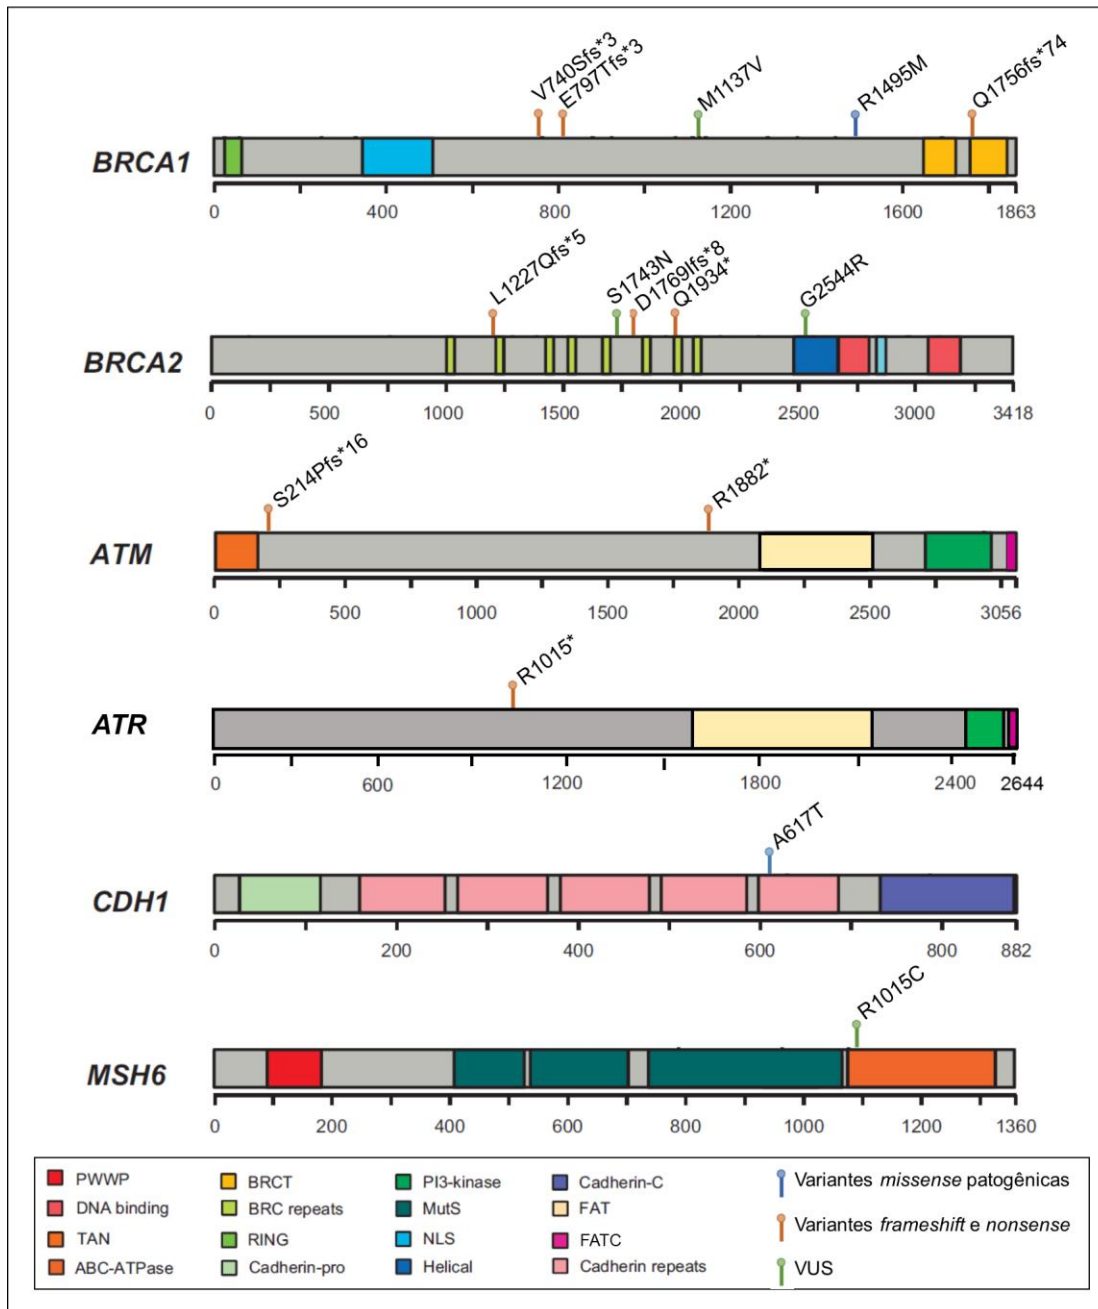 V740Sfs*3
E797Tfs*3
M1137V
R1495M
Q1756fs*74
BRCA1
0 400 800 1200 1600 1863
L1227Qfs*5
S1743N
D1769Ifs*8
Q1934*
G2544R
BRCA2
0 500 1000 1250 1500 2000 2500 3000 3418
S214Pfs*16
R1882*
ATM
0 500 1000 1500 2000 2500 3056
R1015*
ATR
0 600 1200 1800 2400 2644
A617T
CDH1
0 200 400 600 800 882
R1015C
MSH6
0 200 400 600 800 1000 1200 1360
PWWP
DNA binding
TAN
ABC-ATPase
BRCT
BRC repeats
RING
Cadherin-pro
PI3-kinase
MutS
NLS
Helical
Cadherin-C
FAT
FATC
Cadherin repeats
Variantes missense patogênicas
Variantes frameshift e nonsense
VUS